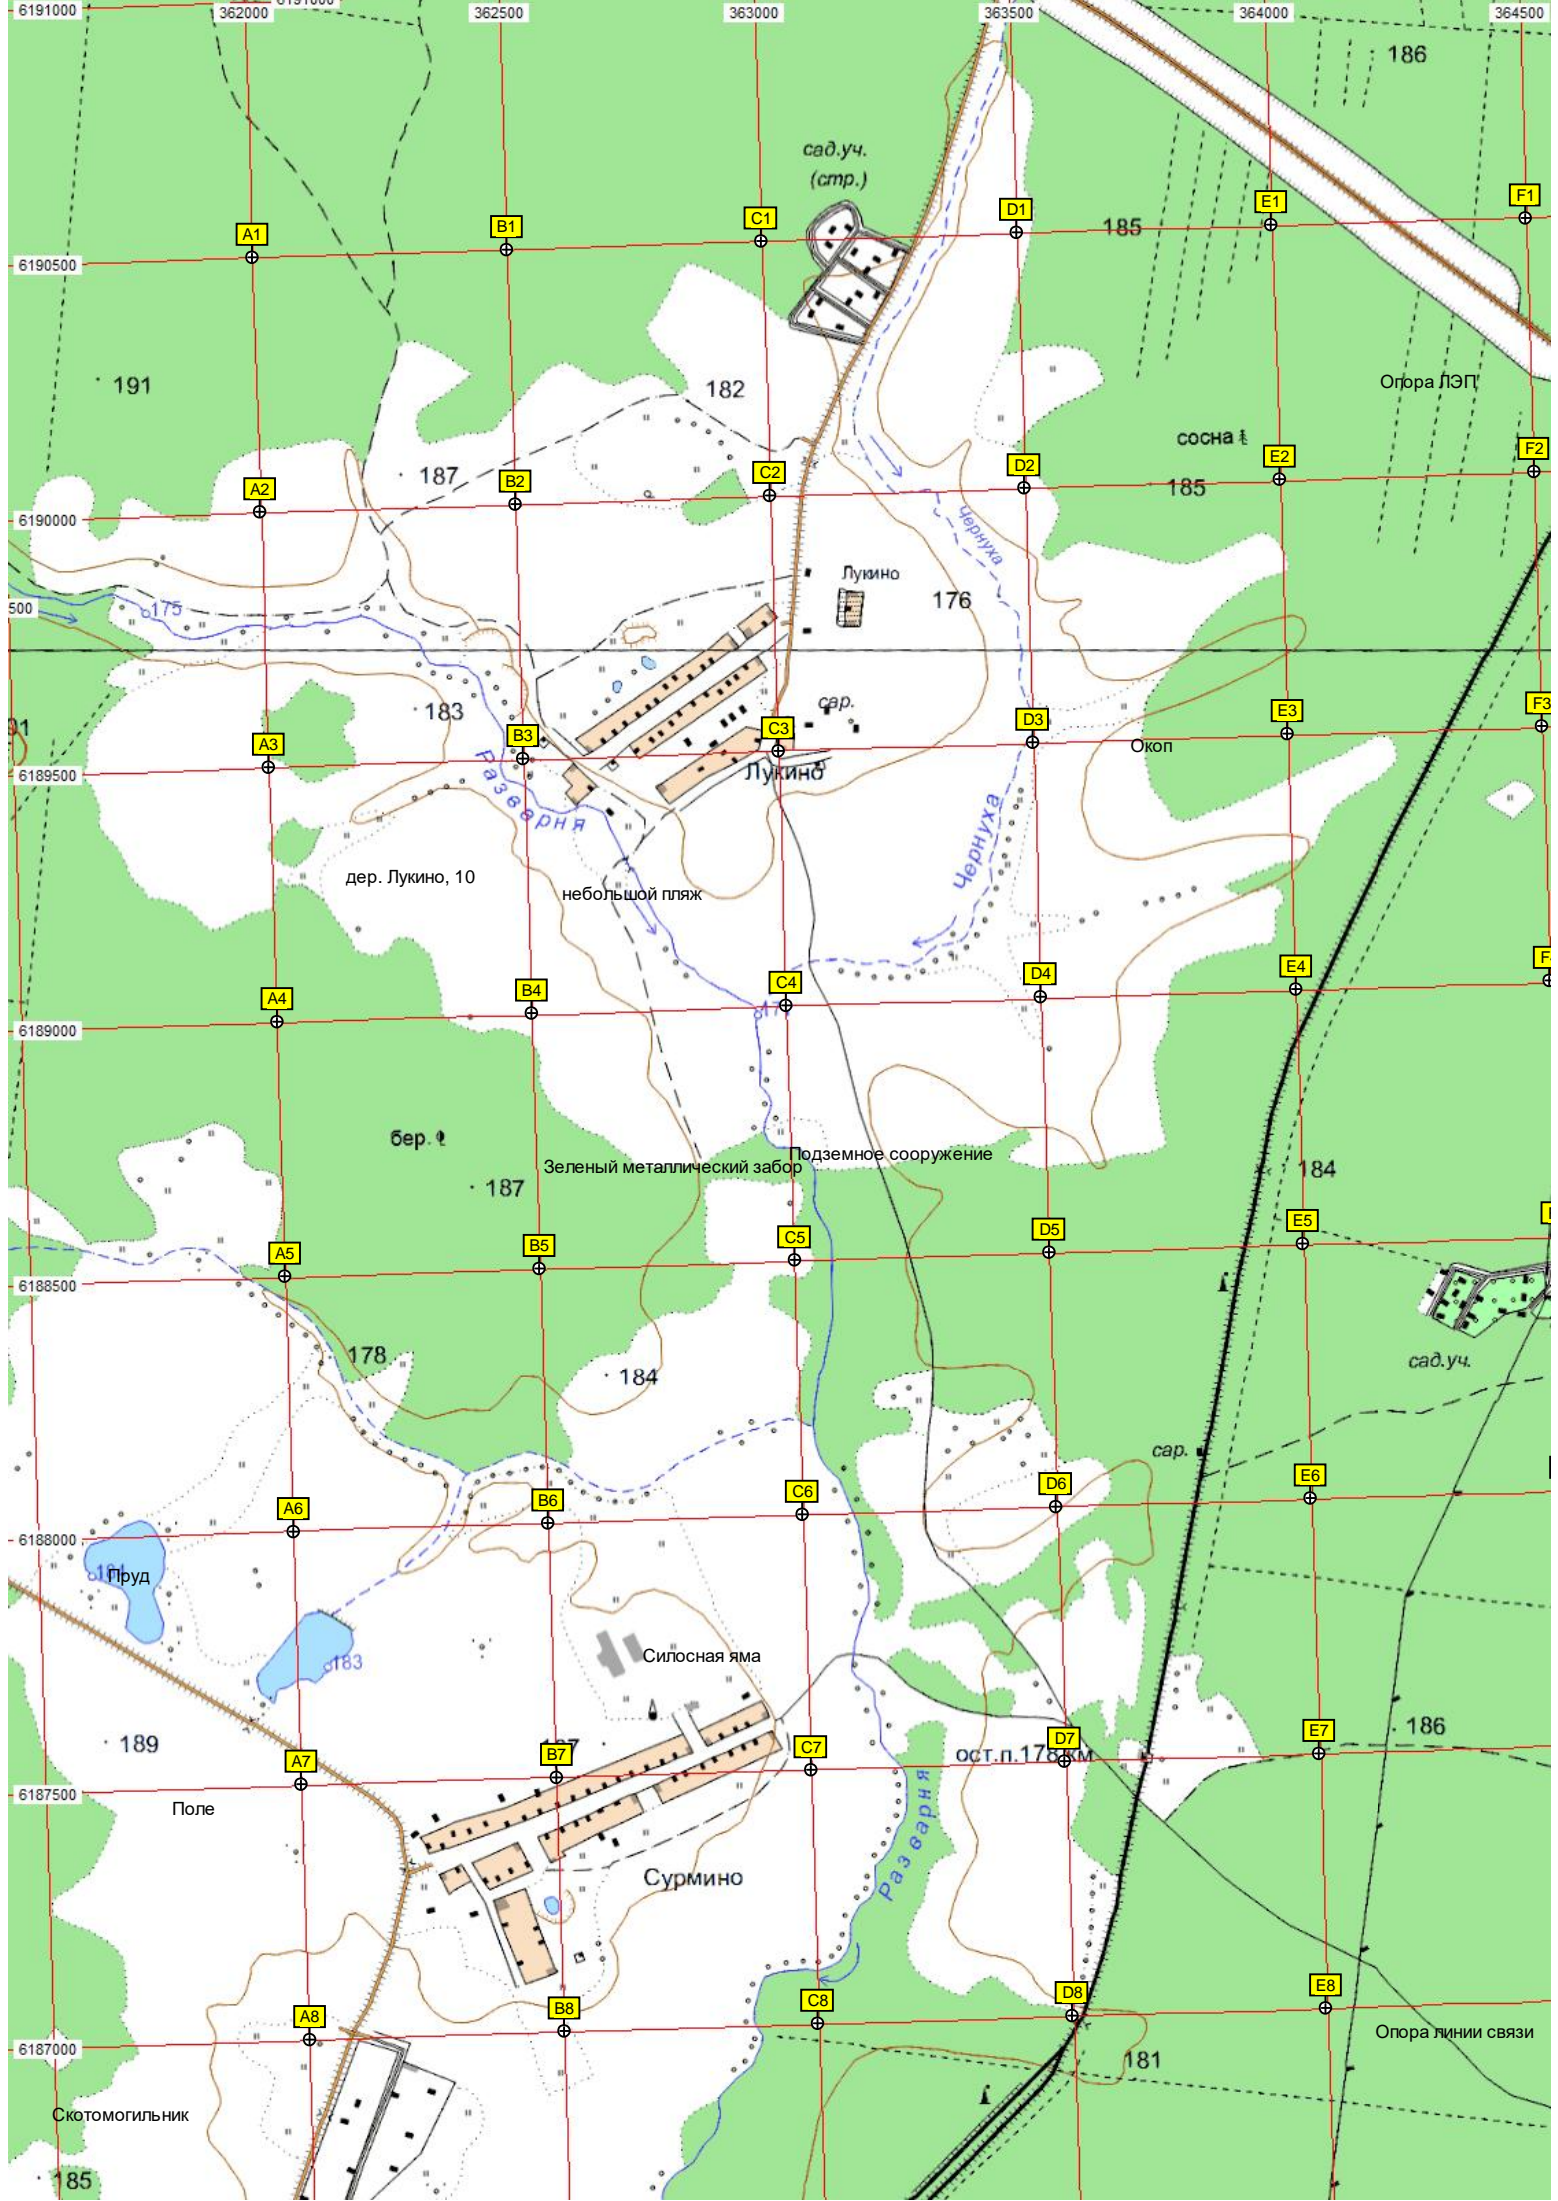 6191000
6191000
362000
362500
363000
363500
364000
364500
186
сад.уч.
(стр.)
A1
B1
C1
D1
E1
F1
185
6190500
191
182
Опора ЛЭП
сосна
187
A2
B2
C2
D2
E2
F2
185
6190000
Чернуха
Лукино
176
500
175
183
сар.
91
A3
B3
C3
D3
E3
F3
Окоп
6189500
Разварня
Лукино
Чернуха
дер. Лукино, 10
небольшой пляж
A4
B4
C4
D4
E4
6189000
бер.
187
Зеленый металлический забор
Подземное сооружение
184
A5
B5
C5
D5
E5
6188500
178
184
сад.уч.
сар.
A6
B6
C6
D6
E6
6188000
Пруд
183
Силосная яма
189
A7
B7
C7
D7
E7
186
ост.п.178 км
6187500
Поле
Разварня
Сурмино
A8
B8
C8
D8
E8
Опора линии связи
6187000
181
Скотомогильник
185